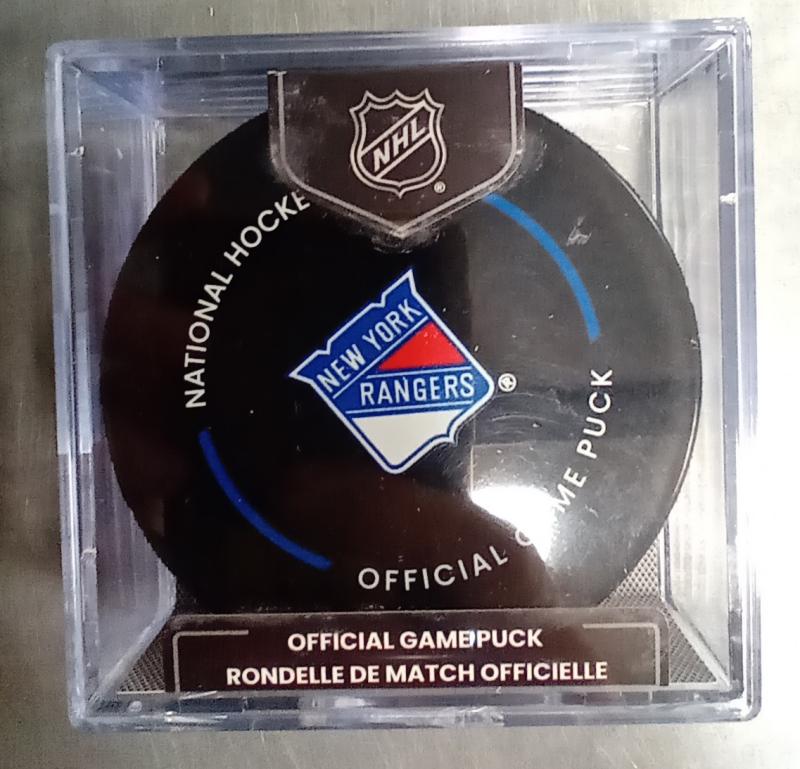 NHL
®
NATIONAL HOCKE
NEW YORK
RANGERS
®
OFFICIAL G ME PUCK
OFFICIAL GAME PUCK
RONDELLE DE MATCH OFFICIELLE